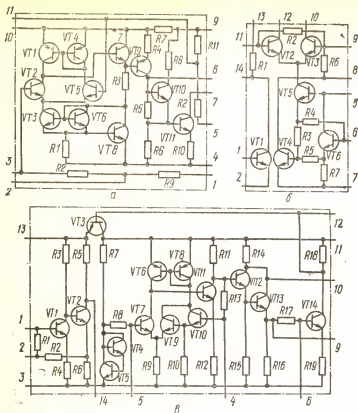 11 9
10 7 R7 R11
VT1 VT4 VT9 R4 R8 6
VT2 VT5 R3 VT10 R2 7
VT3 VT6 R5 5
VT11
R1 VT8 R6 R10 4
3 R2
2 R9 1
а
13 12 10
11 R2 9
14 R1 VT2 VT3 R6 8
VT5 5
R4
R3
1 VT1 VT4 R5 VT6 6
R7
2 7
б
VT3 12
13 R3 R5 R7 R11 R14 R18 11
VT6 VT8 VT11 VT12 10
VT2 R13 VT13
1 VT1 R8 VT7 R17 VT14
R1 VT4 VT9 VT10 9
2 R2
R4 R6 VT5 R9 R10 R12 R15 R16 R19
3 8
14 5 4 6
в